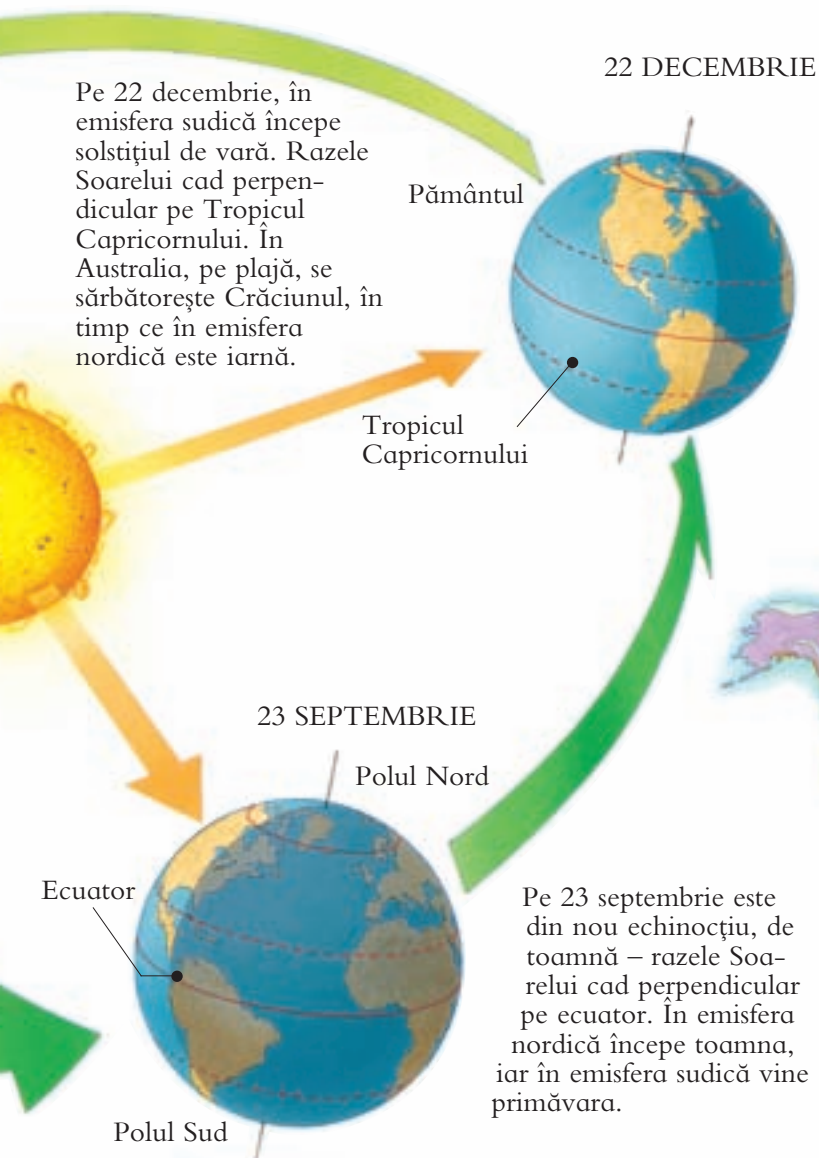 22 DECEMBRIE
Pe 22 decembrie, în
emisfera sudică începe
solstiţiul de vară. Razele
Soarelui cad perpen-
dicular pe Tropicul
Capricornului. În
Australia, pe plajă, se
sărbătoreşte Crăciunul, în
timp ce în emisfera
nordică este iarnă.
Pământul
Tropicul
Capricornului
23 SEPTEMBRIE
Polul Nord
Ecuator
Pe 23 septembrie este
din nou echinocţiu, de
toamnă – razele Soa-
relui cad perpendicular
pe ecuator. În emisfera
nordică începe toamna,
iar în emisfera sudică vine
primăvara.
Polul Sud